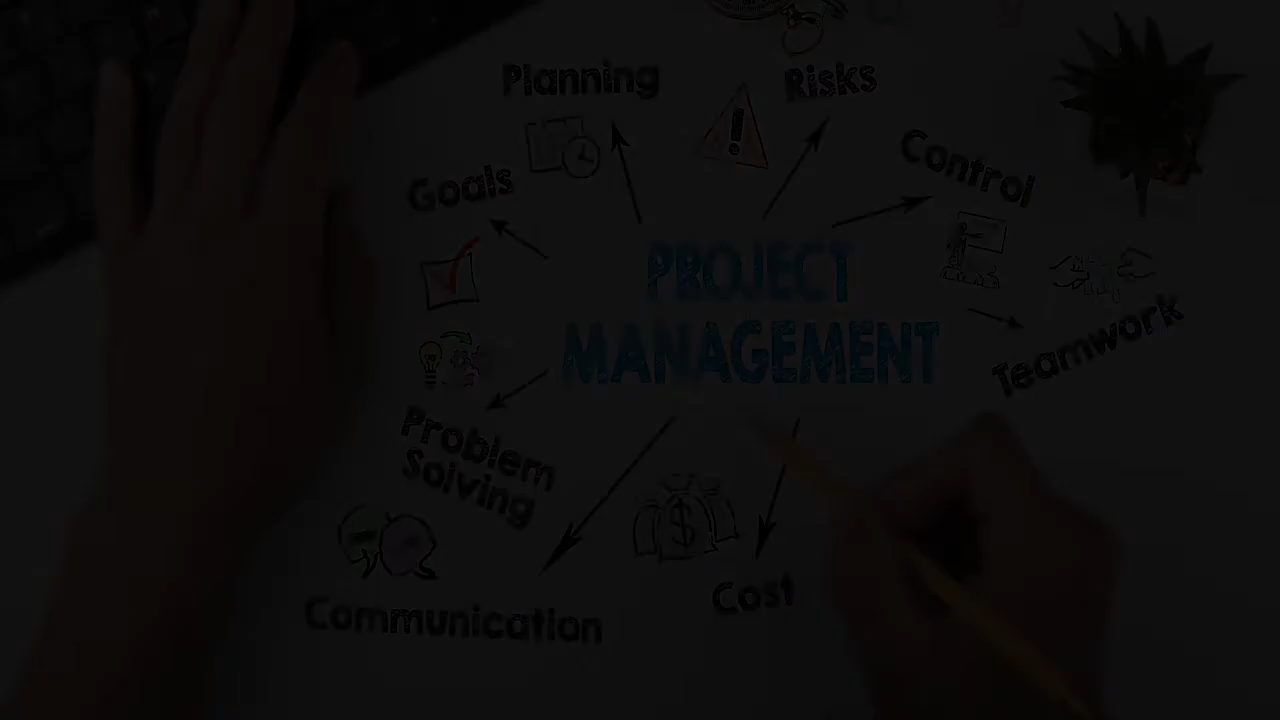 Planning
Risks
Control
Goals
PROJECT
MANAGEMENT
Teamwork
Problem
Solving
Cost
Communication